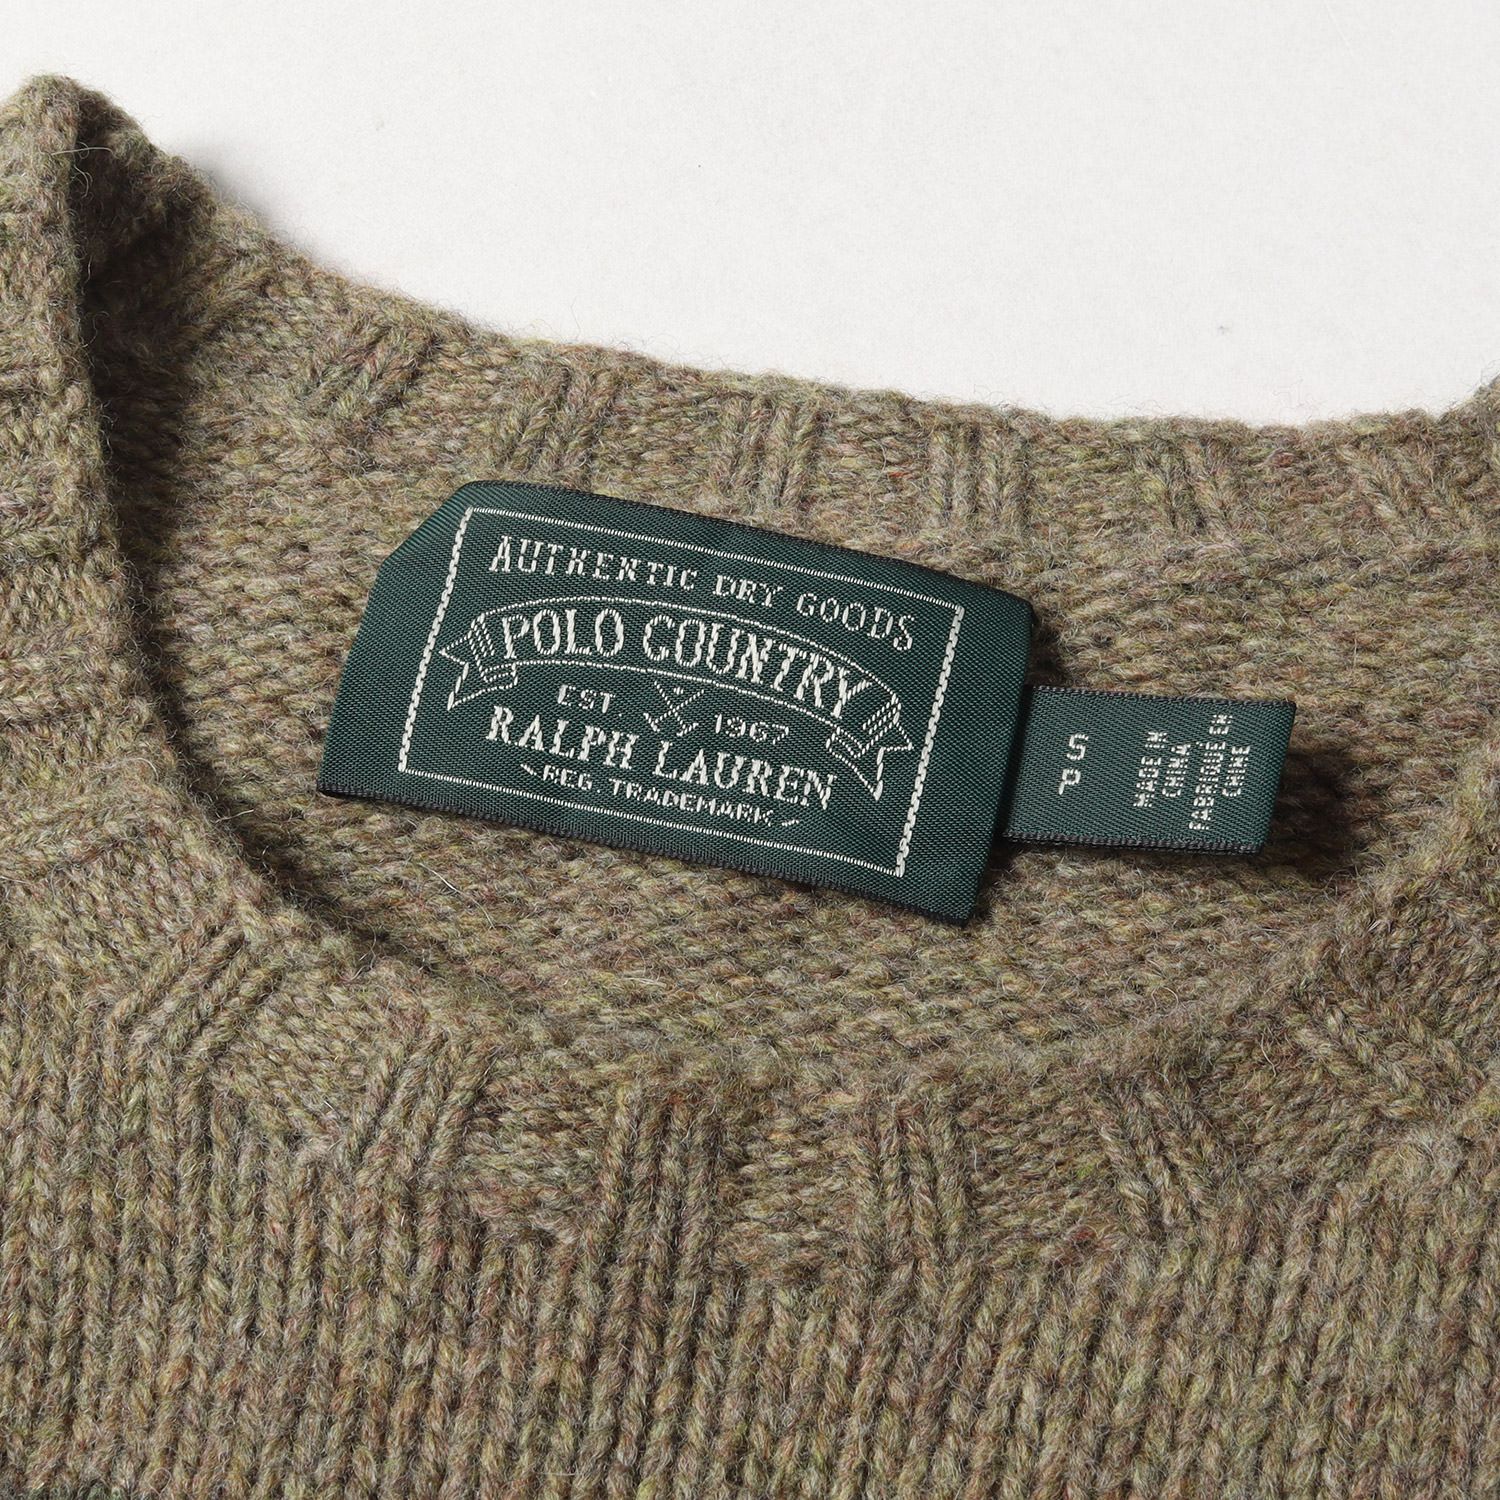 AUTHENTIC DRY GOODS
POLO COUNTRY
EST. 1967
RALPH LAUREN
REG TRADEMARK
S
P
MADE IN
CHINA
FABRIQUÉ EN
CHINE